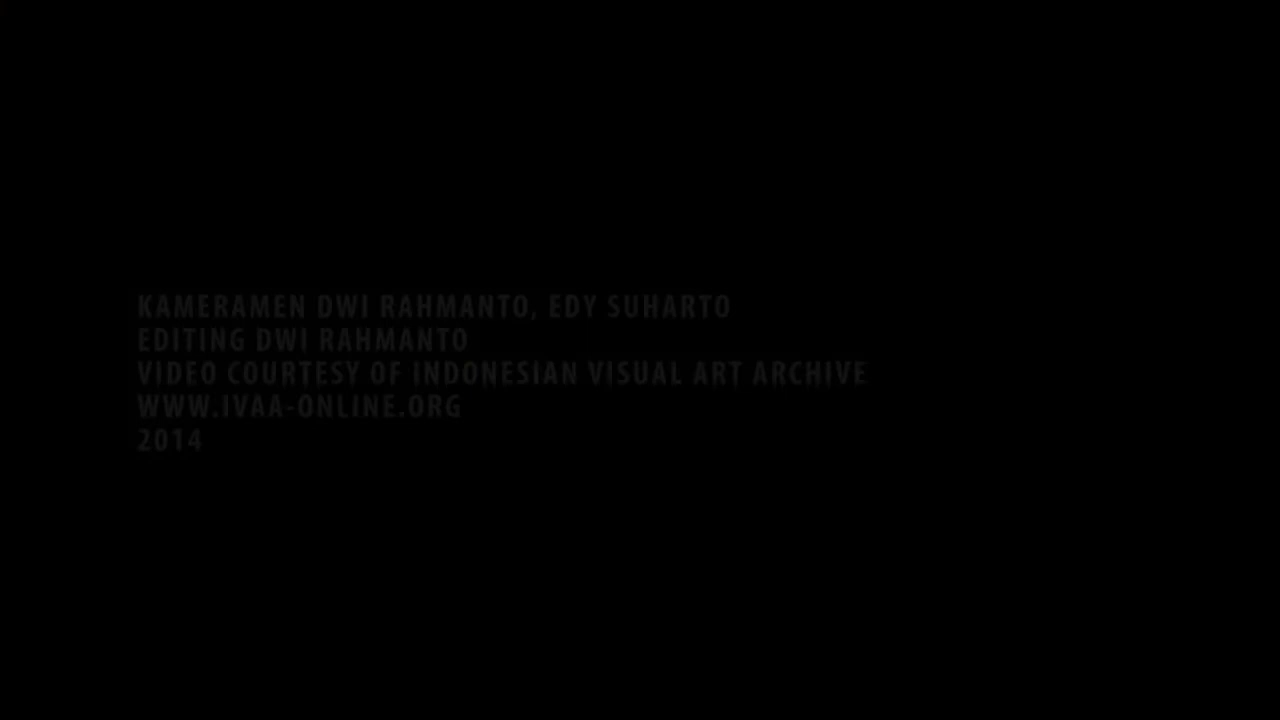 KAMERAMEN DWI RAHMANTO, EDY SUHARTO
EDITING DWI RAHMANTO
VIDEO COURTESY OF INDONESIAN VISUAL ART ARCHIVE
WWW.IVAA-ONLINE.ORG
2014